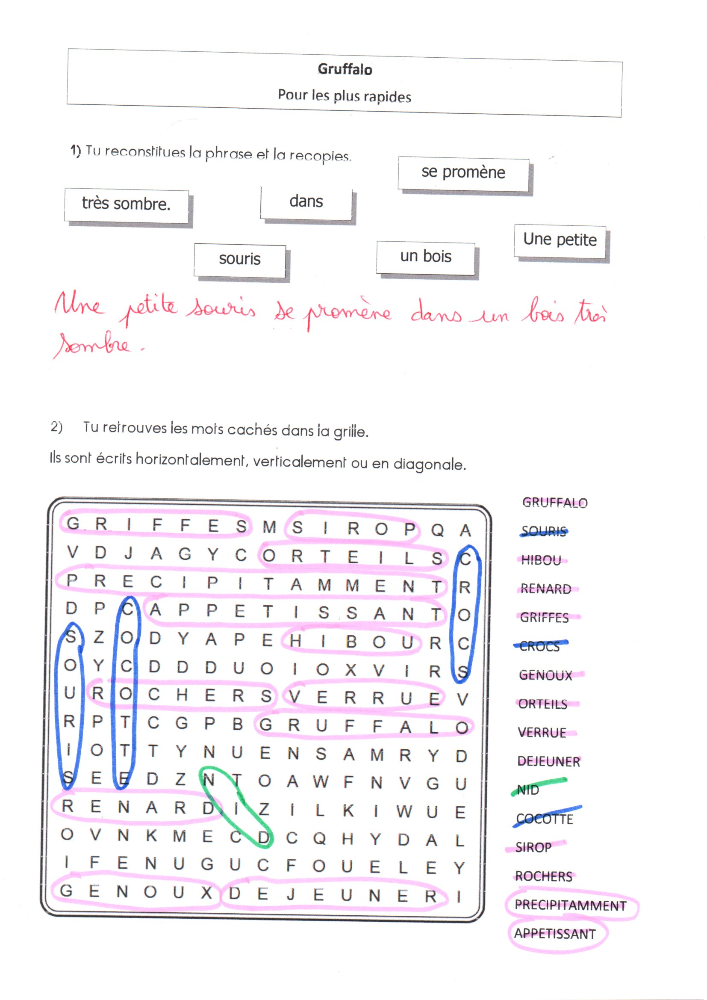 Gruffalo
Pour les plus rapides
1) Tu reconstitues la phrase et la recopies.
se promène
très sombre.
dans
Une petite
souris
un bois
Une petite souris se promène dans un bois très
sombre.
2) Tu retrouves les mots cachés dans la grille.
Ils sont écrits horizontalement, verticalement ou en diagonale.
G R I F F E S M S I R O P Q A
V D J A G Y C O R T E I L S C
P R E C I P I T A M M E N T R
D P C A P P E T I S S A N T O
S Z O D Y A P E H I B O U R C
O Y C D D D U O I O X V I R S
U R O C H E R S V E R R U E V
R P T C G P B G R U F F A L O
I O T T Y N U E N S A M R Y D
S E E D Z N T O A W F N V G U
R E N A R D I Z I L K I W U E
O V N K M E C D C Q H Y D A L
I F E N U G U C F O U E L E Y
G E N O U X D E J E U N E R I
GRUFFALO
SOURIS
HIBOU
RENARD
GRIFFES
CROCS
GENOUX
ORTEILS
VERRUE
DEJEUNER
NID
COCOTTE
SIROP
ROCHERS
PRECIPITAMMENT
APPETISSANT